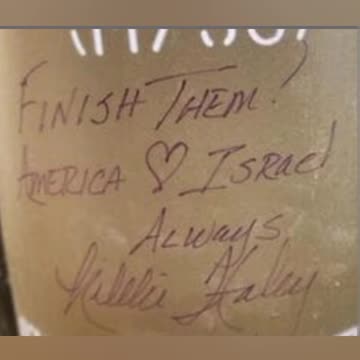 FINISH THEM!
AMERICA ♡ ISRAEL
ALWAYS
Nikki Haley